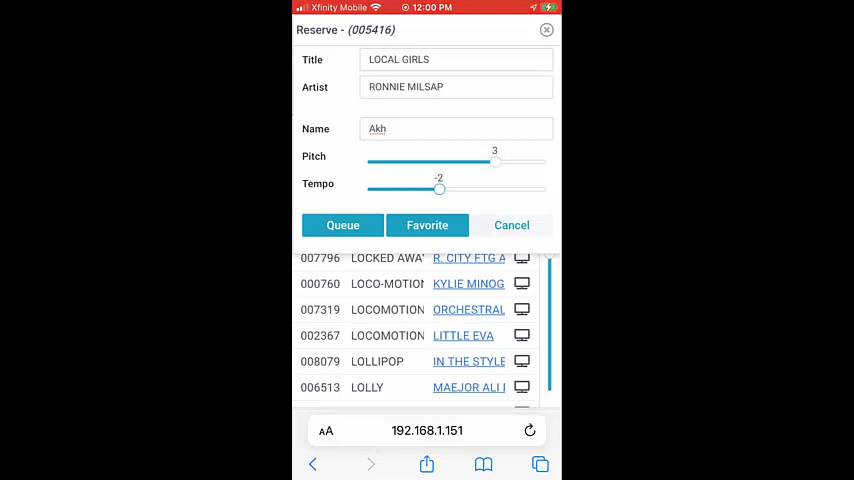 Xfinity Mobile 12:00 PM
Reserve - (005416)
Title LOCAL GIRLS
Artist RONNIE MILSAP
Name Akh
3
Pitch
-2
Tempo
Queue Favorite Cancel
007796 LOCKED AWA R. CITY FTG A
000760 LOCO-MOTION KYLIE MINOG
007319 LOCOMOTION ORCHESTRAL
002367 LOCOMOTION LITTLE EVA
008079 LOLLIPOP IN THE STYLE
006513 LOLLY MAEJOR ALI
AA 192.168.1.151